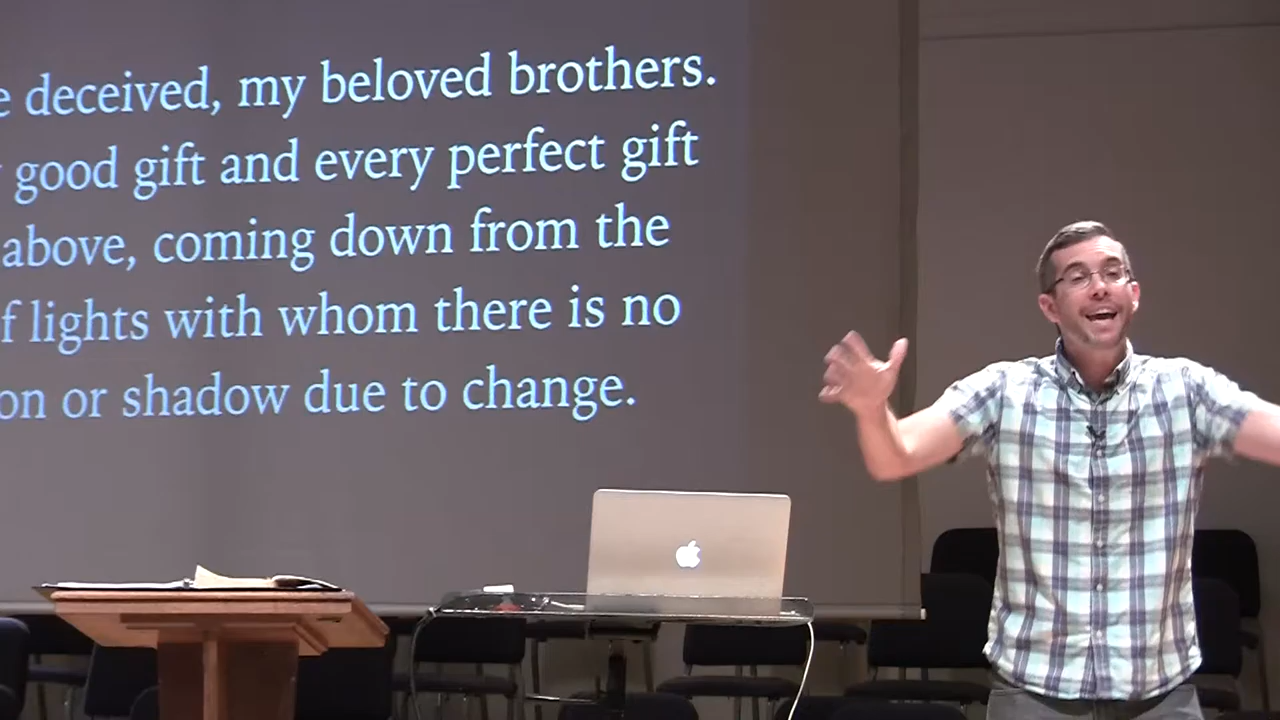 e deceived, my beloved brothers.
good gift and every perfect gift
above, coming down from the
f lights with whom there is no
on or shadow due to change.